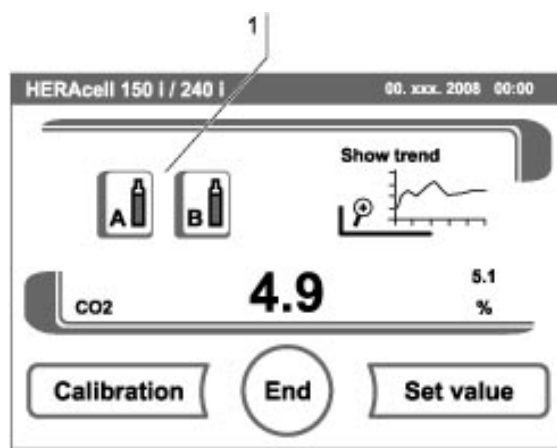 1
HERAcell 150 i / 240 i 00. xxx. 2008 00:00
Show trend
A B
5.1
CO2 4.9 %
Calibration End Set value